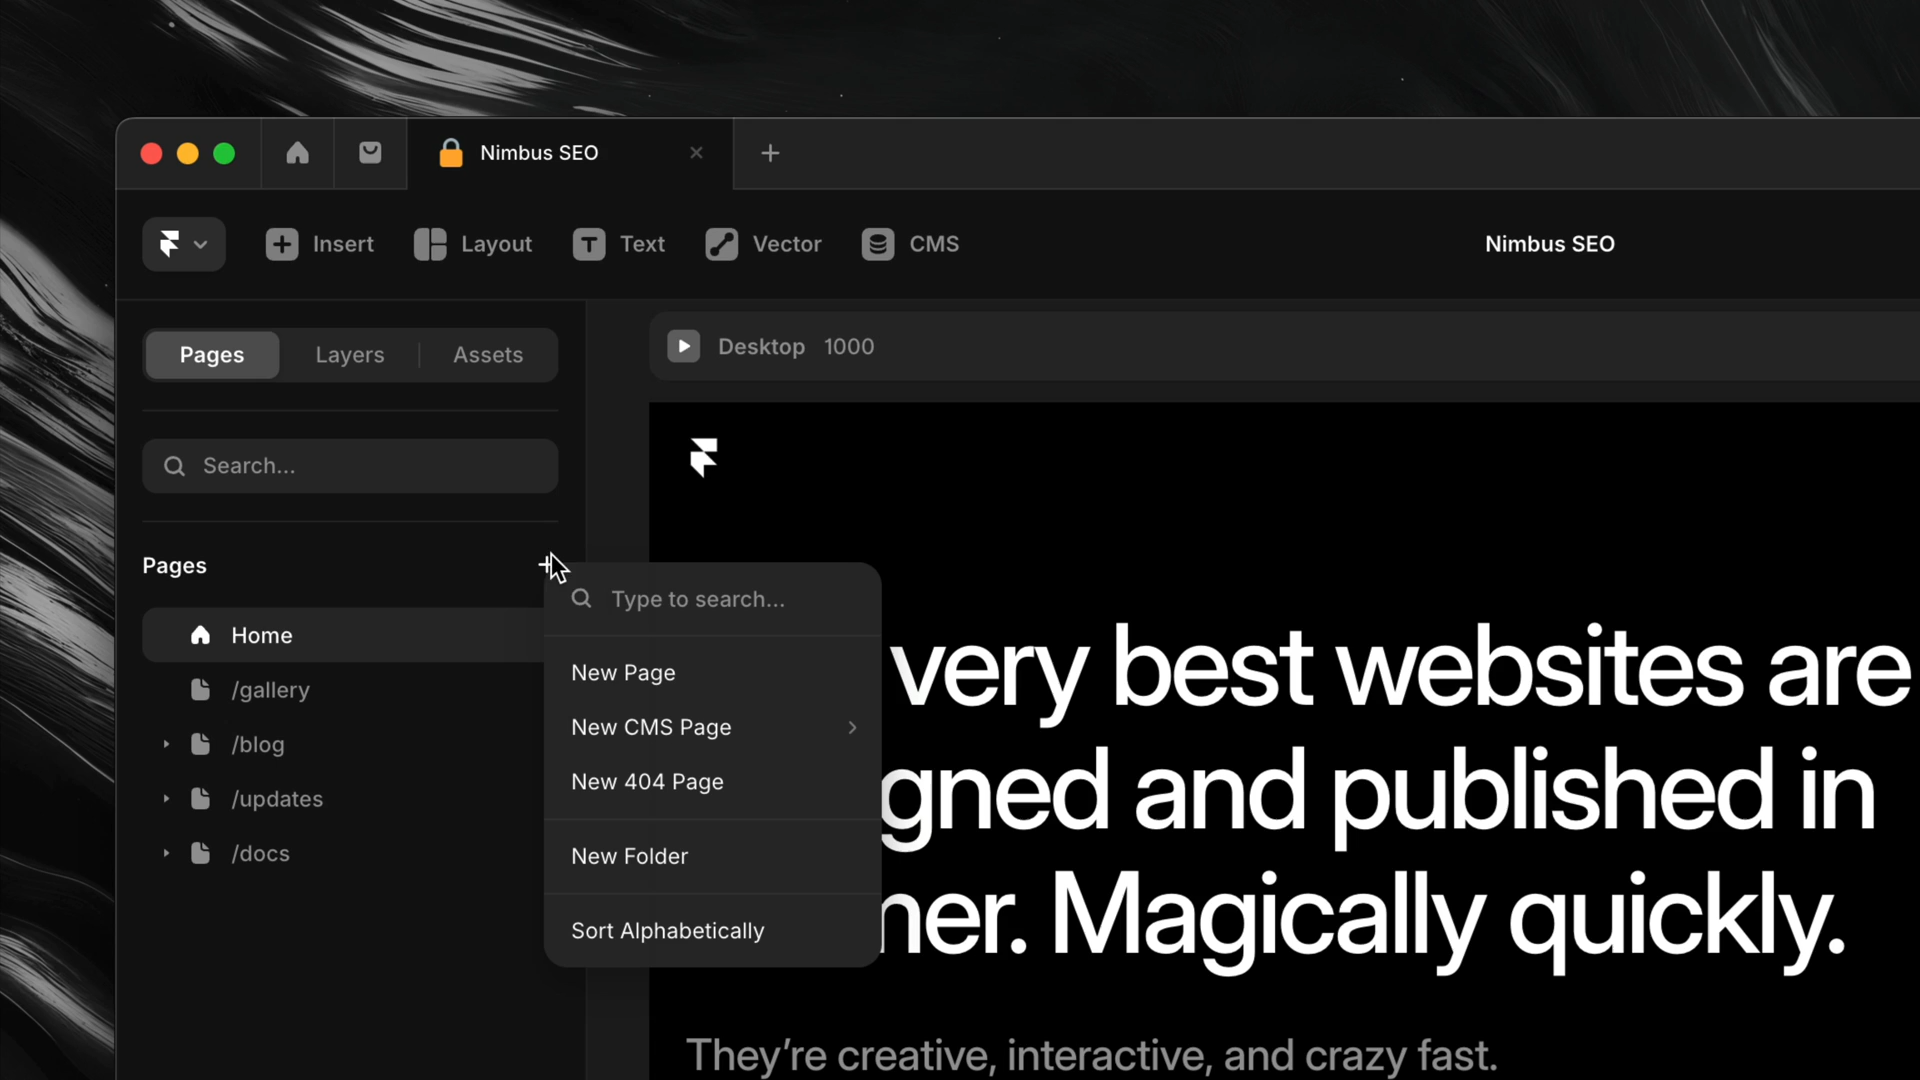 Nimbus SEO
Insert
Layout
Text
Vector
CMS
Nimbus SEO
Pages
Layers
Assets
Desktop 1000
Search...
Pages
Type to search...
Home
/gallery
/blog
/updates
/docs
New Page
New CMS Page
New 404 Page
New Folder
Sort Alphabetically
very best websites are
gned and published in
ner. Magically quickly.
They’re creative, interactive, and crazy fast.